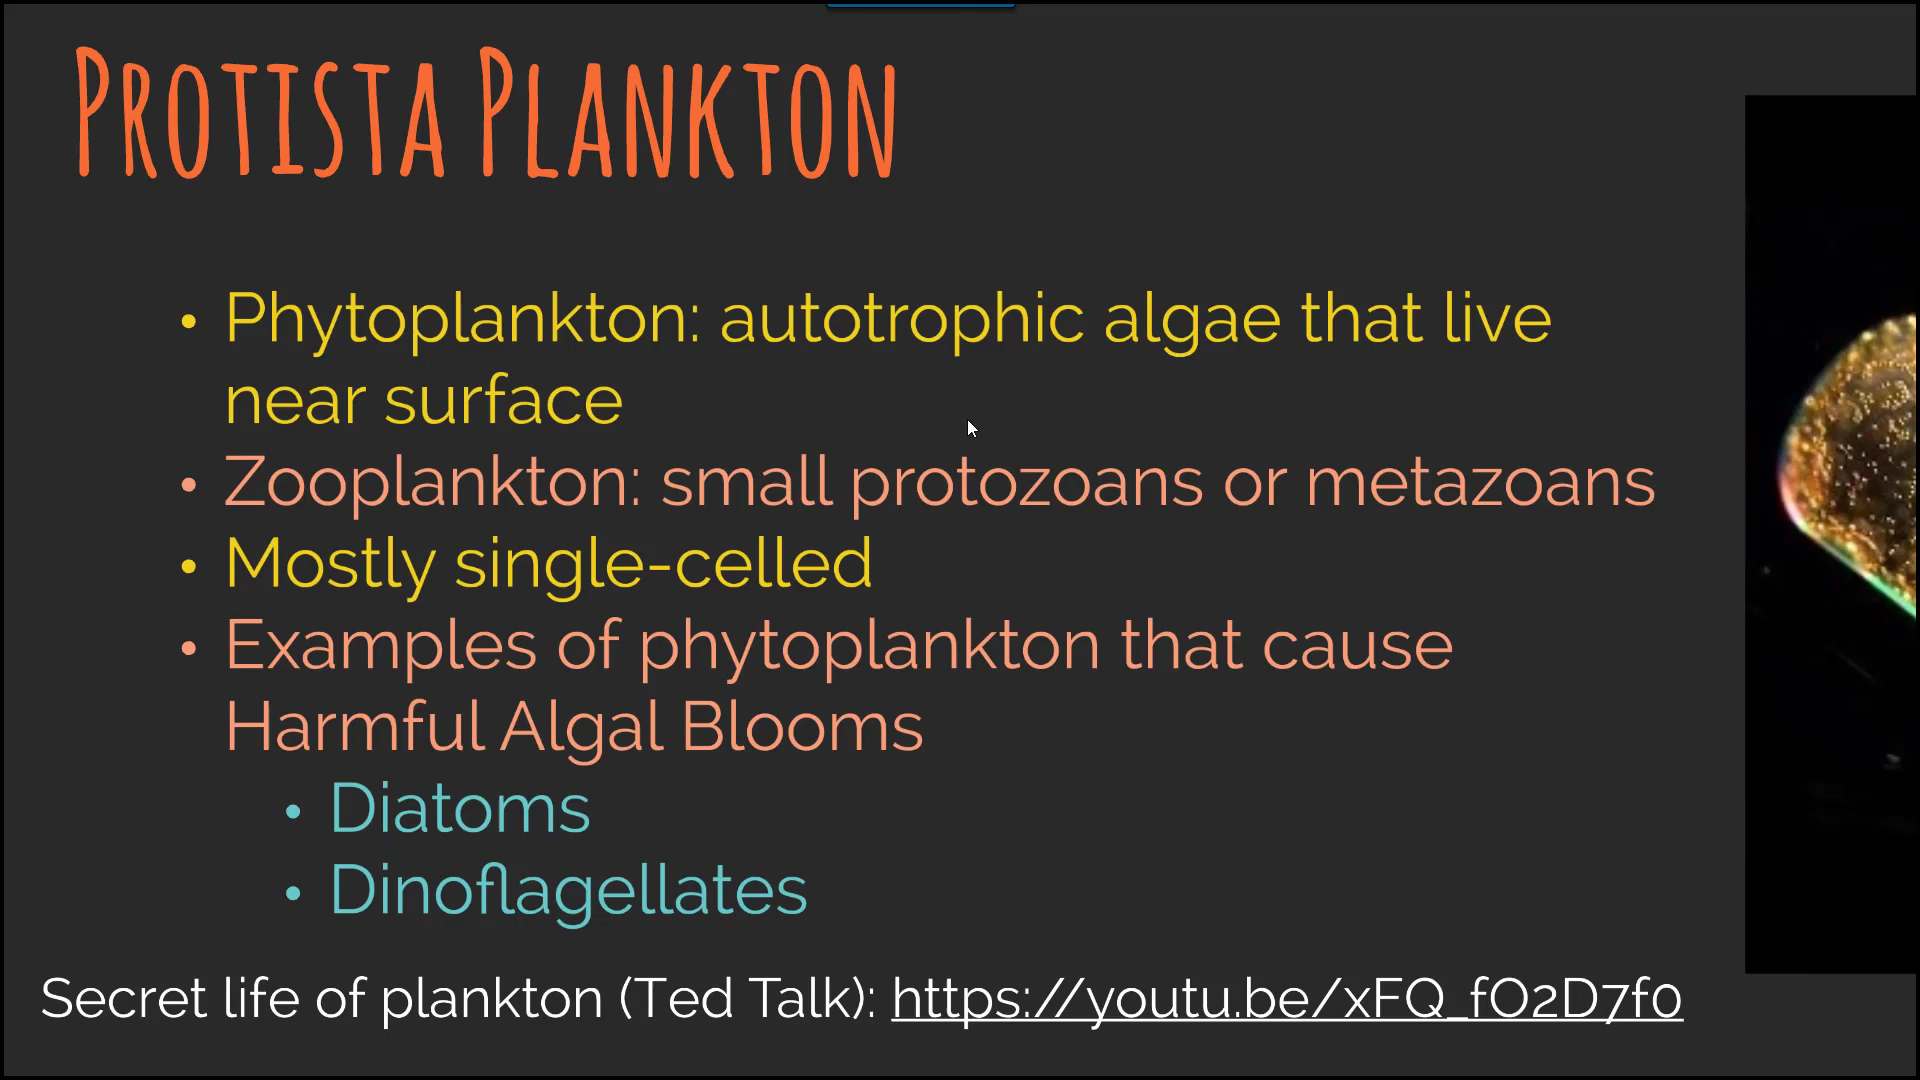 Protista Plankton
• Phytoplankton: autotrophic algae that live
near surface
• Zooplankton: small protozoans or metazoans
• Mostly single-celled
• Examples of phytoplankton that cause
Harmful Algal Blooms
• Diatoms
• Dinoflagellates
Secret life of plankton (Ted Talk): https://youtu.be/xFQ_fO2D7f0